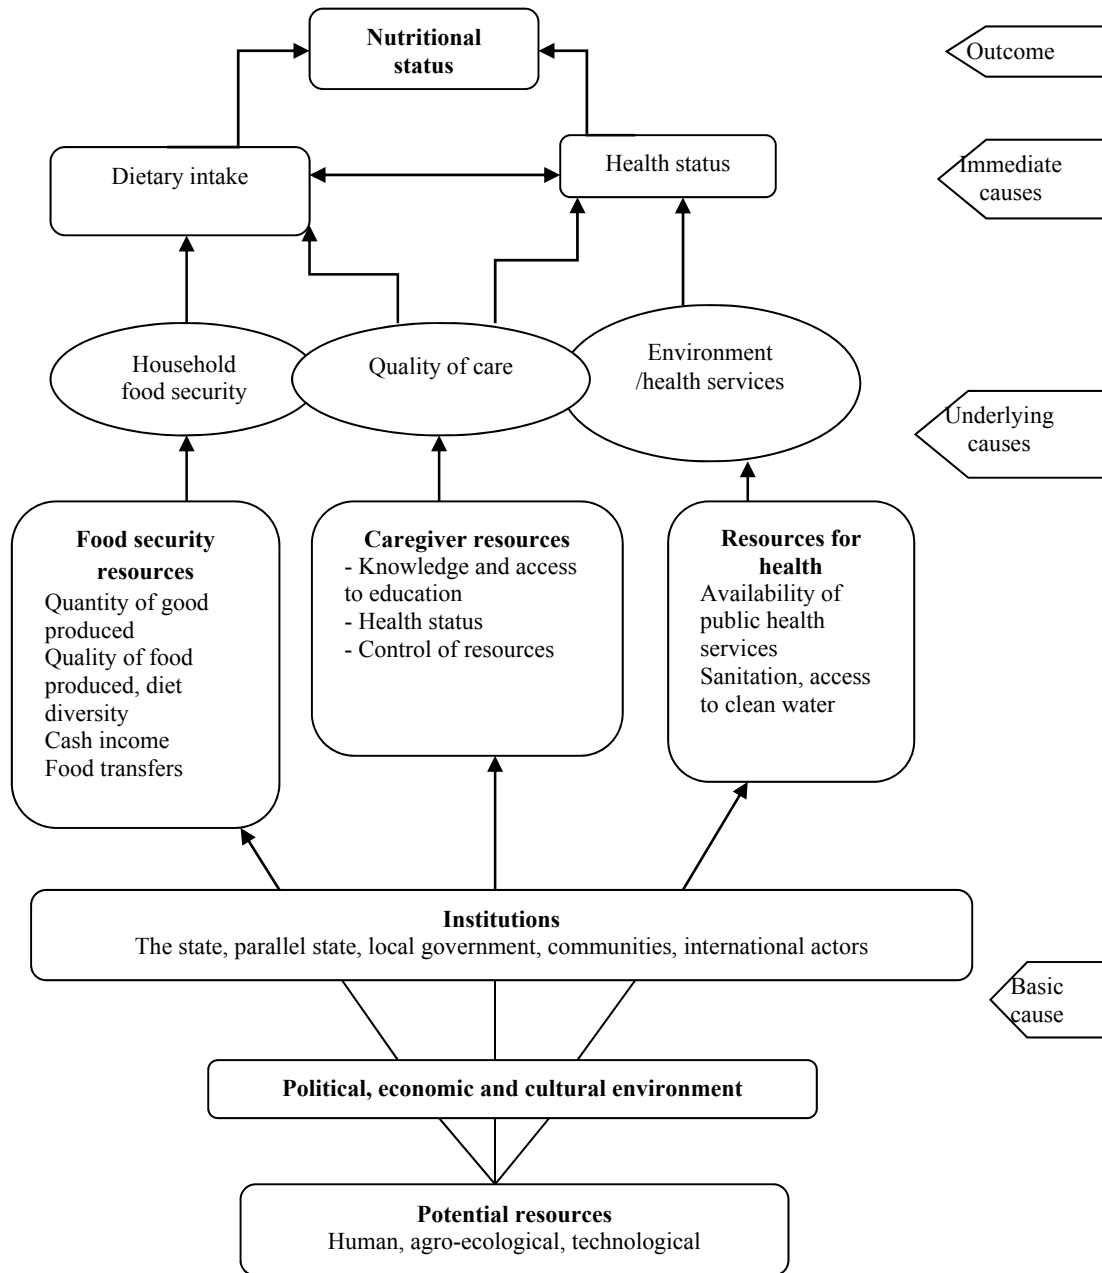 Nutritional
status
Outcome
Dietary intake
Health status
Immediate
causes
Household
food security
Quality of care
Environment
/health services
Underlying
causes
Food security
resources
Quantity of good
produced
Quality of food
produced, diet
diversity
Cash income
Food transfers
Caregiver resources
- Knowledge and access
to education
- Health status
- Control of resources
Resources for
health
Availability of
public health
services
Sanitation, access
to clean water
Institutions
The state, parallel state, local government, communities, international actors
Basic
cause
Political, economic and cultural environment
Potential resources
Human, agro-ecological, technological